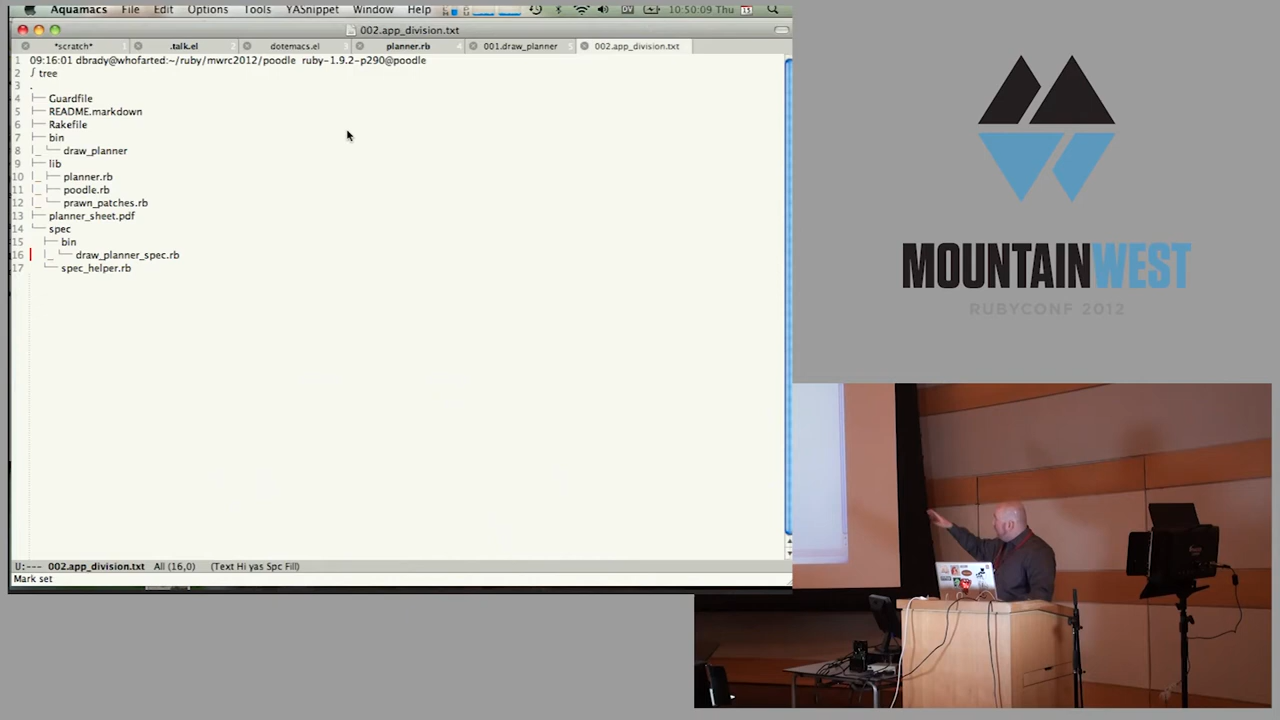 Aquamacs File Edit Options Tools YASnippet Window Help 10:50:09 Thu
002.app_division.txt
*scratch* 1 .talk.el 2 dotemacs.el 3 planner.rb 4 001.draw_planner 5 002.app_division.txt
1 09:16:01 dbrady@whofarted:~/ruby/mwrc2012/poodle ruby-1.9.2-p290@poodle
2 ∫ tree
3 .
4 ├── Guardfile
5 ├── README.markdown
6 ├── Rakefile
7 ├── bin
8 |_ └── draw_planner
9 ├── lib
10 |_ ├── planner.rb
11 |_ ├── poodle.rb
12 |_ └── prawn_patches.rb
13 ├── planner_sheet.pdf
14 └── spec
15 ├── bin
16 |_ └── draw_planner_spec.rb
17 └── spec_helper.rb
U:--- 002.app_division.txt All (16,0) (Text Hi yas Spc Fill)
Mark set
MOUNTAINWEST
RUBYCONF 2012